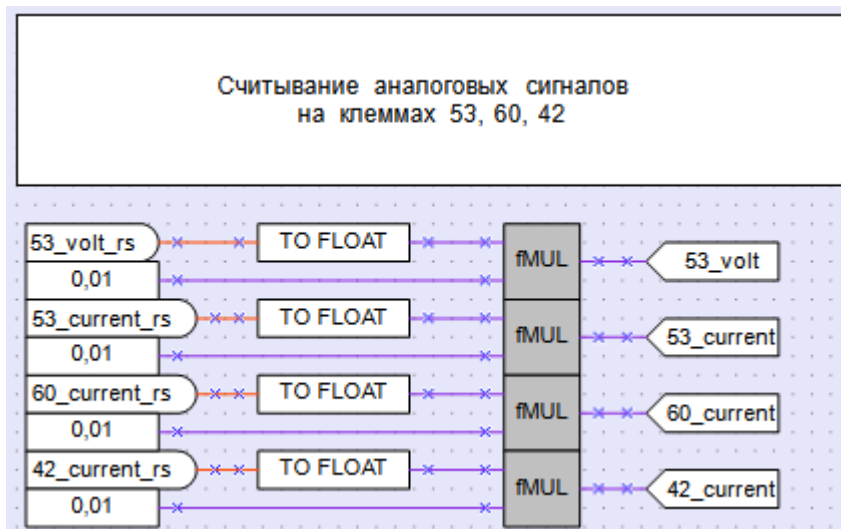 Считывание аналоговых сигналов
на клеммах 53, 60, 42
53_volt_rs
TO FLOAT
fMUL
53_volt
0,01
53_current_rs
TO FLOAT
fMUL
53_current
0,01
60_current_rs
TO FLOAT
fMUL
60_current
0,01
42_current_rs
TO FLOAT
fMUL
42_current
0,01